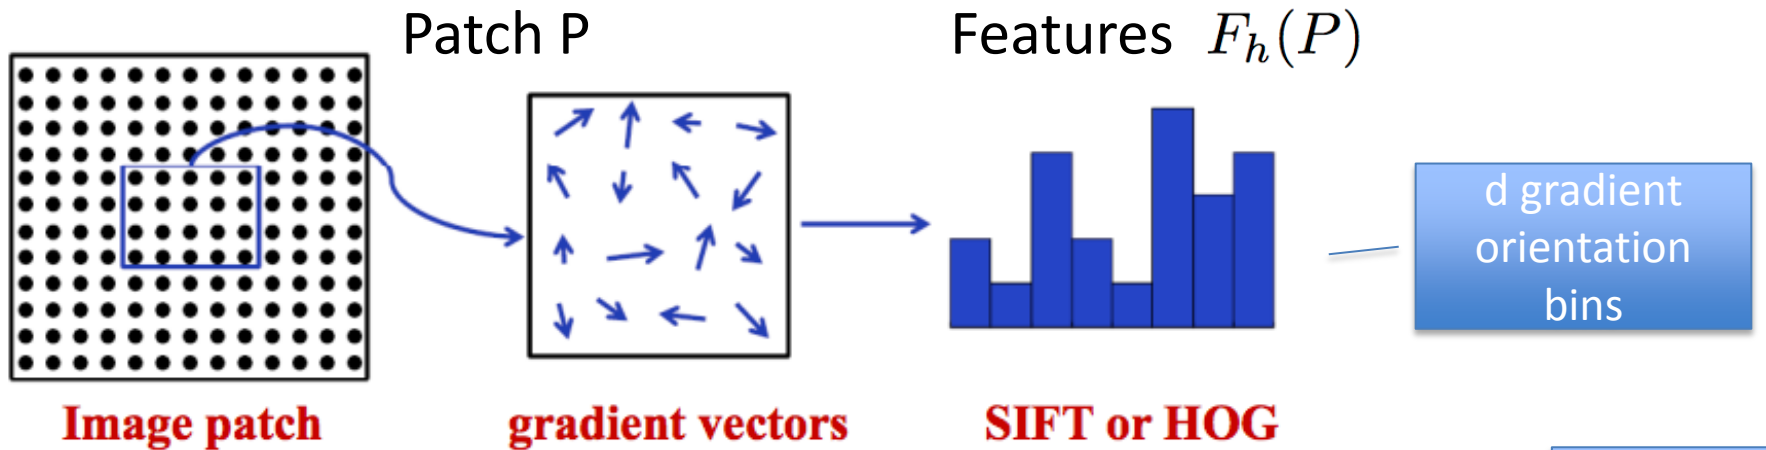 Patch P
Features F_h(P)
d gradient
orientation
bins
Image patch
gradient vectors
SIFT or HOG